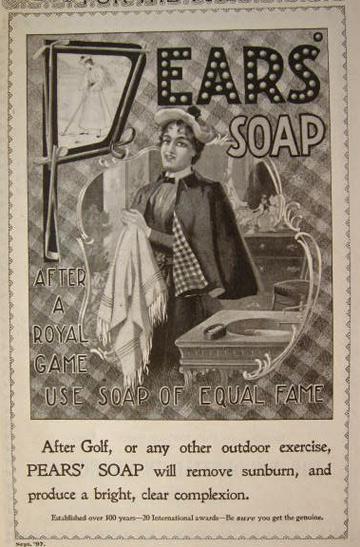 PEARS'
SOAP
AFTER
A
ROYAL
GAME
USE SOAP OF EQUAL FAME
After Golf, or any other outdoor exercise,
PEARS' SOAP will remove sunburn, and
produce a bright, clear complexion.
Established over 100 years—20 International awards—Be sure you get the genuine.
Sept. '97.